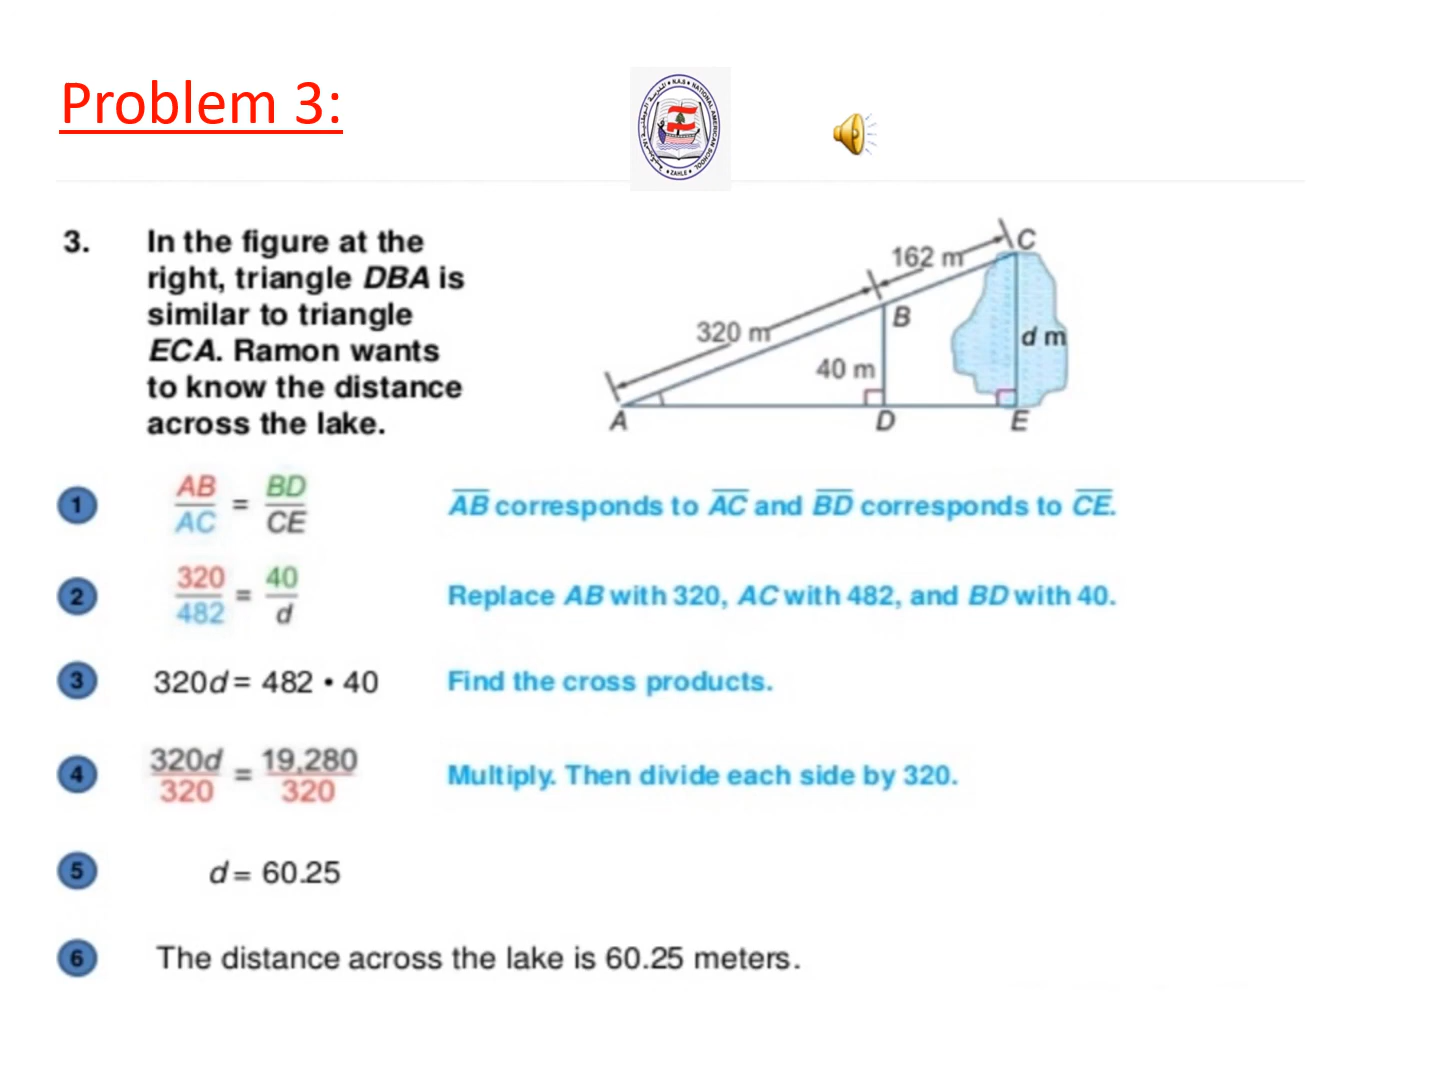 Problem 3:
N.A.S • NATIONAL AMERICAN SCHOOL
• ZAHLE •
3. In the figure at the
right, triangle DBA is
similar to triangle
ECA. Ramon wants
to know the distance
across the lake.
C
162 m
B
320 m
d m
40 m
A D E
1 AB/AC = BD/CE AB corresponds to AC and BD corresponds to CE.
2 320/482 = 40/d Replace AB with 320, AC with 482, and BD with 40.
3 320d = 482 • 40 Find the cross products.
4 320d/320 = 19,280/320 Multiply. Then divide each side by 320.
5 d = 60.25
6 The distance across the lake is 60.25 meters.